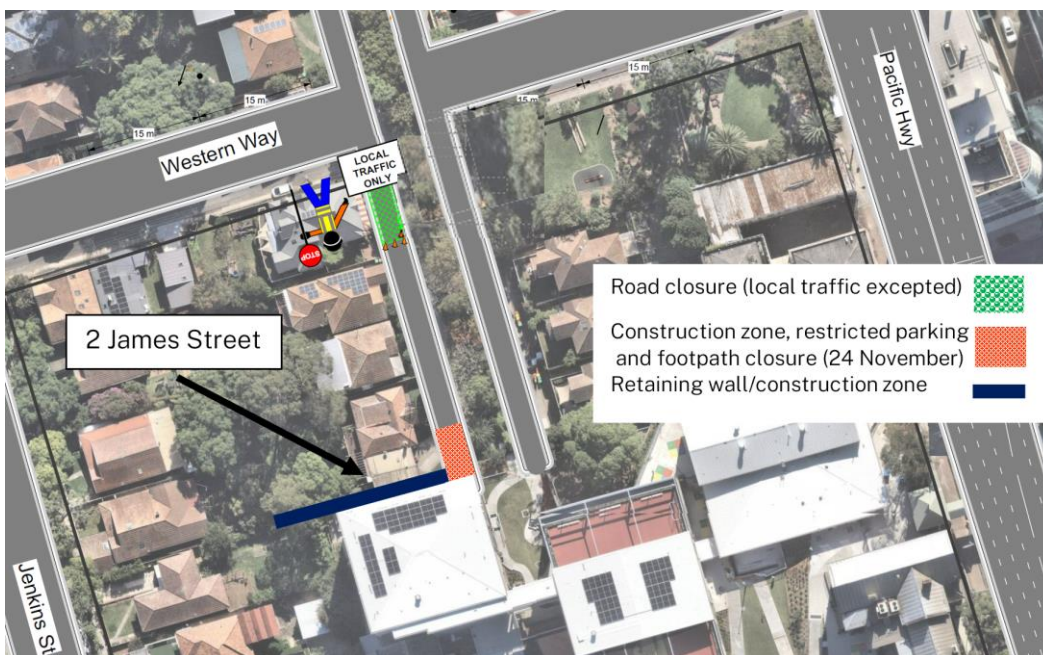 15 m
15 m
15 m
15 m
Western Way
Pacific Hwy
LOCAL
TRAFFIC
ONLY
STOP
2 James Street
Road closure (local traffic excepted)
Construction zone, restricted parking
and footpath closure (24 November)
Retaining wall/construction zone
Jenkins St